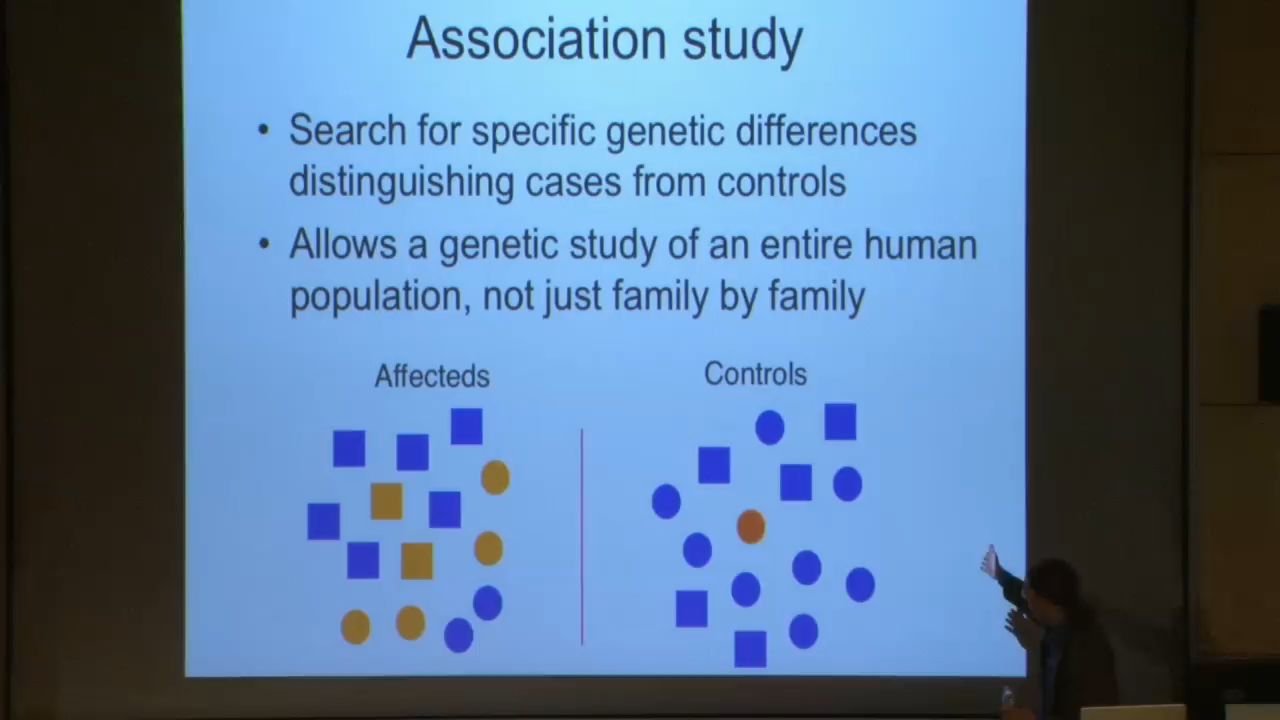 Association study
• Search for specific genetic differences
distinguishing cases from controls
• Allows a genetic study of an entire human
population, not just family by family
Affecteds
Controls